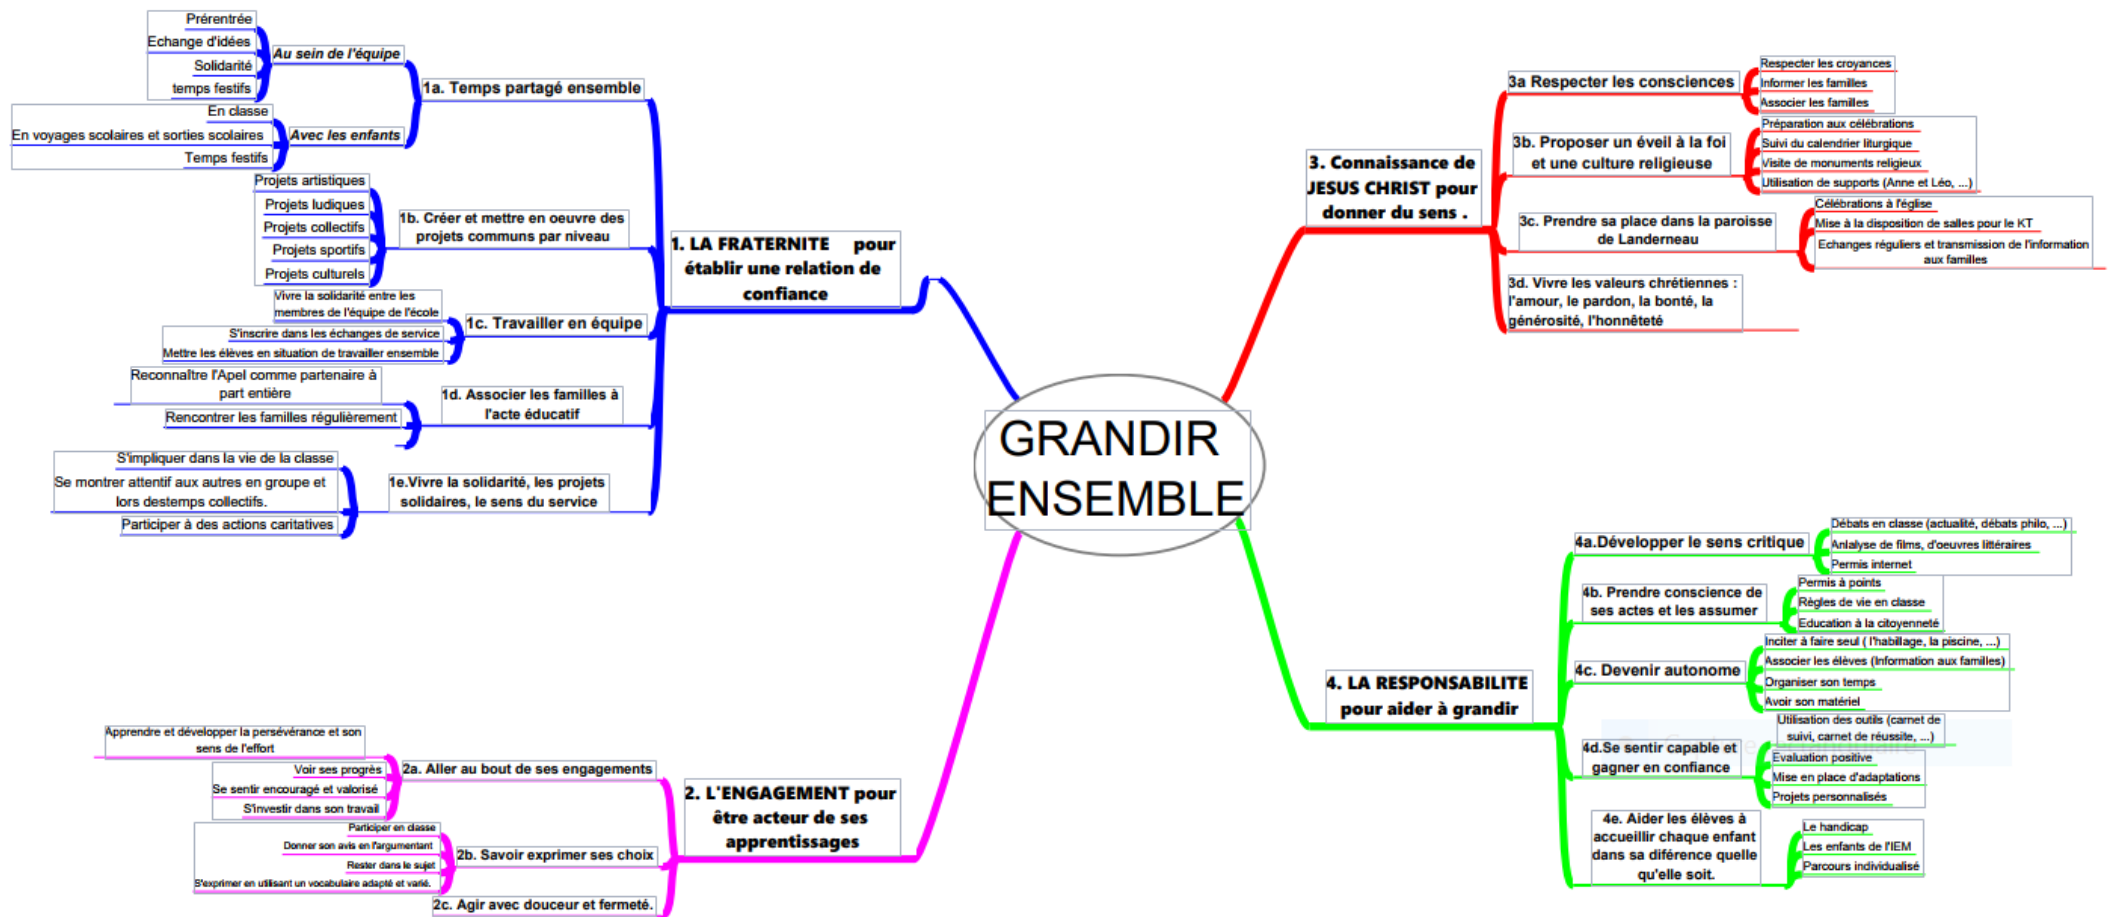 GRANDIR
ENSEMBLE
1. LA FRATERNITE pour
établir une relation de
confiance
1a. Temps partagé ensemble
Au sein de l'équipe
Prérentrée
Echange d'idées
Solidarité
temps festifs
Avec les enfants
En classe
En voyages scolaires et sorties scolaires
Temps festifs
1b. Créer et mettre en oeuvre des
projets communs par niveau
Projets artistiques
Projets ludiques
Projets collectifs
Projets sportifs
Projets culturels
1c. Travailler en équipe
Vivre la solidarité entre les
membres de l'équipe de l'école
S'inscrire dans les échanges de service
Mettre les élèves en situation de travailler ensemble
1d. Associer les familles à
l'acte éducatif
Reconnaître l'Apel comme partenaire à
part entière
Rencontrer les familles régulièrement
1e.Vivre la solidarité, les projets
solidaires, le sens du service
S'impliquer dans la vie de la classe
Se montrer attentif aux autres en groupe et
lors destemps collectifs.
Participer à des actions caritatives
2. L'ENGAGEMENT pour
être acteur de ses
apprentissages
2a. Aller au bout de ses engagements
Apprendre et développer la persévérance et son
sens de l'effort
Voir ses progrès
Se sentir encouragé et valorisé
S'investir dans son travail
2b. Savoir exprimer ses choix
Participer en classe
Donner son avis en l'argumentant
Rester dans le sujet
S'exprimer en utilisant un vocabulaire adapté et varié.
2c. Agir avec douceur et fermeté.
3. Connaissance de
JESUS CHRIST pour
donner du sens .
3a Respecter les consciences
Respecter les croyances
Informer les familles
Associer les familles
3b. Proposer un éveil à la foi
et une culture religieuse
Préparation aux célébrations
Suivi du calendrier liturgique
Visite de monuments religieux
Utilisation de supports (Anne et Léo, ...)
3c. Prendre sa place dans la paroisse
de Landerneau
Célébrations à l'église
Mise à la disposition de salles pour le KT
Echanges réguliers et transmission de l'information
aux familles
3d. Vivre les valeurs chrétiennes :
l'amour, le pardon, la bonté, la
générosité, l'honnêteté
4. LA RESPONSABILITE
pour aider à grandir
4a.Développer le sens critique
Débats en classe (actualité, débats philo, ...)
Anlalyse de films, d'oeuvres littéraires
Permis internet
4b. Prendre conscience de
ses actes et les assumer
Permis à points
Règles de vie en classe
Education à la citoyenneté
4c. Devenir autonome
Inciter à faire seul ( l'habillage, la piscine, ...)
Associer les élèves (Information aux familles)
Organiser son temps
Avoir son matériel
4d.Se sentir capable et
gagner en confiance
Utilisation des outils (carnet de
suivi, carnet de réussite, ...)
Evaluation positive
Mise en place d'adaptations
Projets personnalisés
4e. Aider les élèves à
accueillir chaque enfant
dans sa diférence quelle
qu'elle soit.
Le handicap
Les enfants de l'IEM
Parcours individualisé